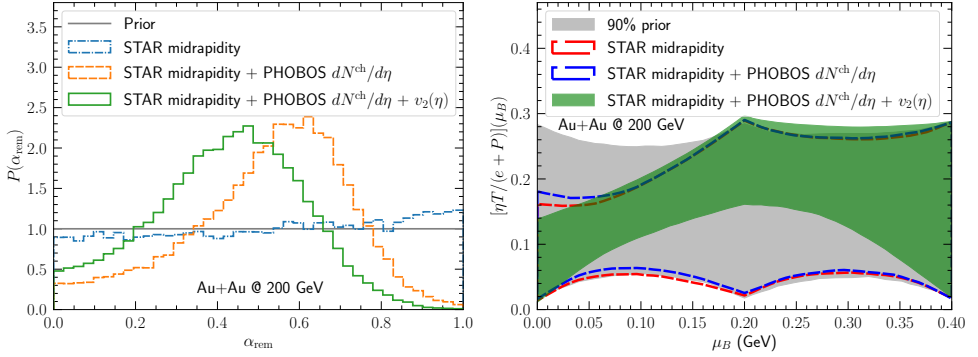 3.5
3.0
2.5
2.0
1.5
1.0
0.5
0.0
P(α_rem)
Prior
STAR midrapidity
STAR midrapidity + PHOBOS dN^ch/dη
STAR midrapidity + PHOBOS dN^ch/dη + v₂(η)
Au+Au @ 200 GeV
0.0 0.2 0.4 0.6 0.8 1.0
α_rem
0.4
0.3
0.2
0.1
0.0
[ηT/(e + P)](μ_B)
90% prior
STAR midrapidity
STAR midrapidity + PHOBOS dN^ch/dη
STAR midrapidity + PHOBOS dN^ch/dη + v₂(η)
Au+Au @ 200 GeV
0.00 0.05 0.10 0.15 0.20 0.25 0.30 0.35 0.40
μ_B (GeV)